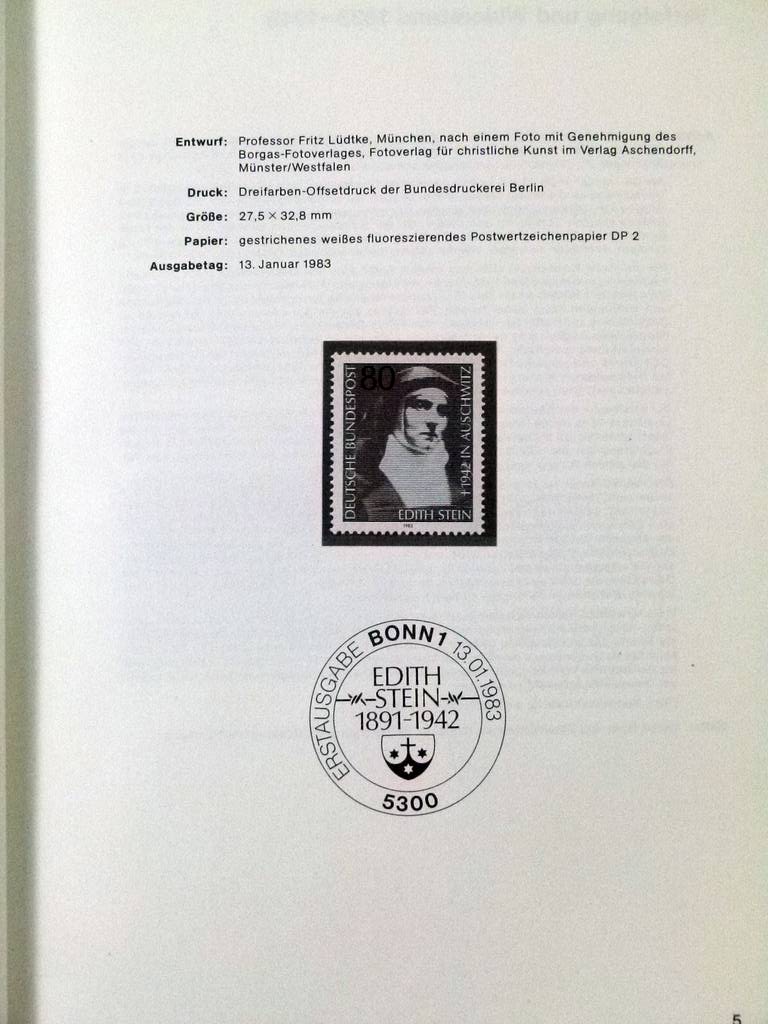 Entwurf: Professor Fritz Lüdtke, München, nach einem Foto mit Genehmigung des
Borgas-Fotoverlages, Fotoverlag für christliche Kunst im Verlag Aschendorff,
Münster/Westfalen
Druck: Dreifarben-Offsetdruck der Bundesdruckerei Berlin
Größe: 27,5 × 32,8 mm
Papier: gestrichenes weißes fluoreszierendes Postwertzeichenpapier DP 2
Ausgabetag: 13. Januar 1983
DEUTSCHE BUNDESPOST
80
†1942 IN AUSCHWITZ
EDITH STEIN
1983
ERSTAUSGABE BONN 1 13.01.1983
EDITH
STEIN
1891-1942
5300
5